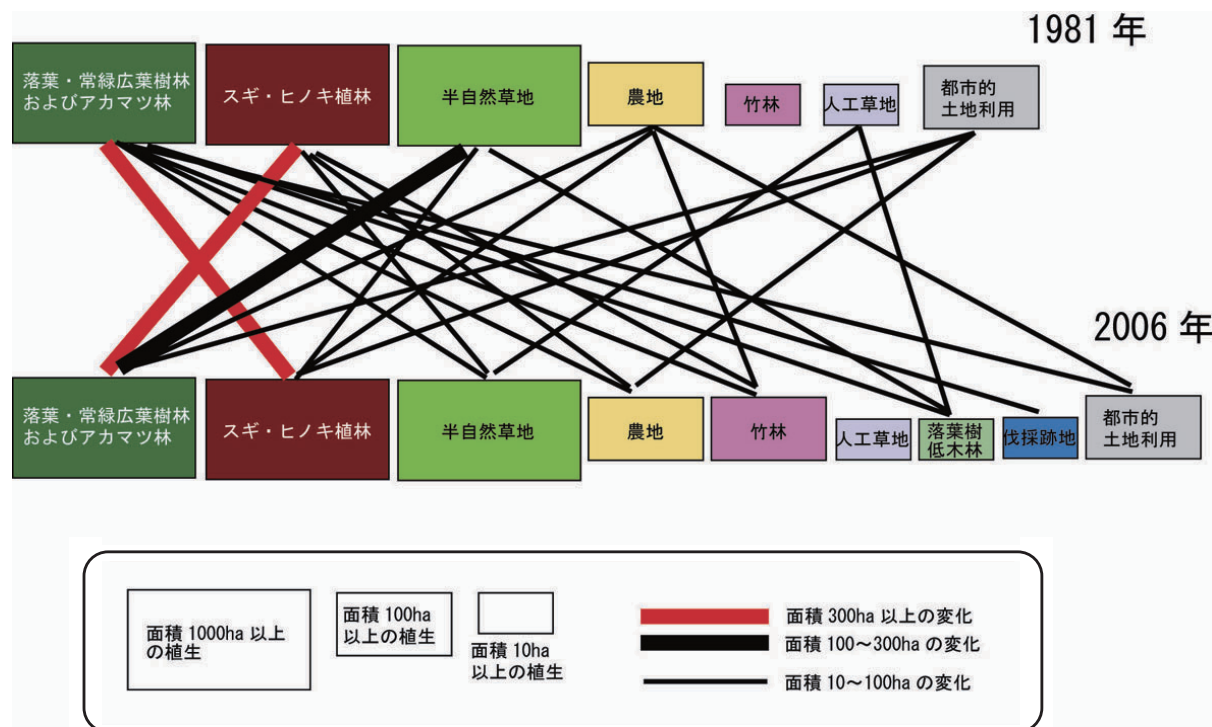 1981 年
落葉・常緑広葉樹林
およびアカマツ林
スギ・ヒノキ植林
半自然草地
農地
竹林
人工草地
都市的
土地利用
2006 年
落葉・常緑広葉樹林
およびアカマツ林
スギ・ヒノキ植林
半自然草地
農地
竹林
人工草地
落葉樹
低木林
伐採跡地
都市的
土地利用
面積 1000ha 以上
の植生
面積 100ha
以上の植生
面積 10ha
以上の植生
面積 300ha 以上の変化
面積 100～300ha の変化
面積 10～100ha の変化